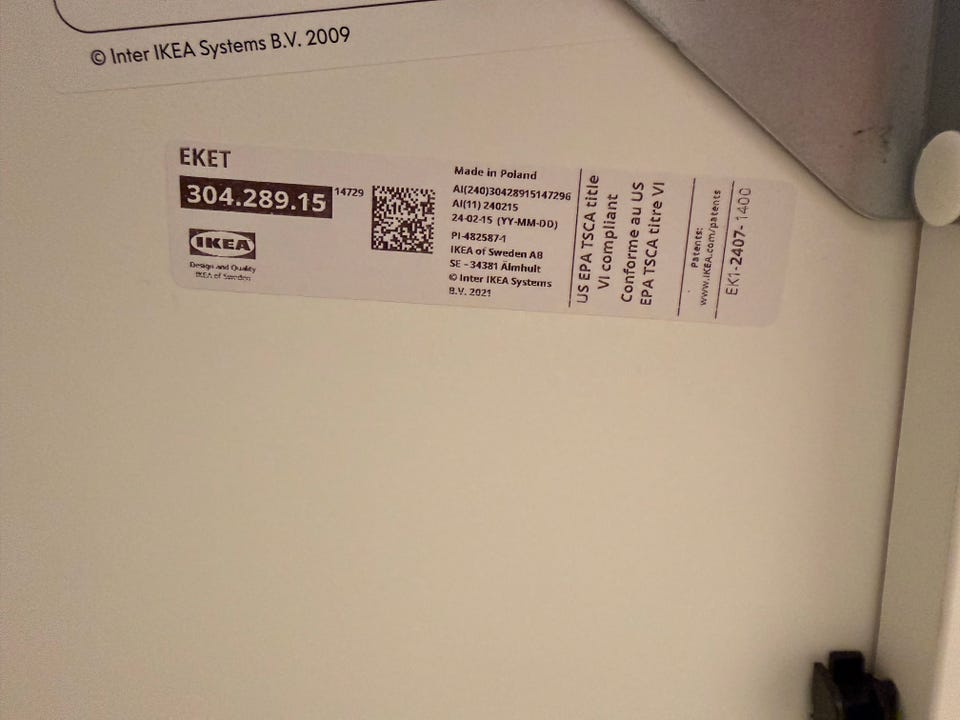 © Inter IKEA Systems B.V. 2009
EKET
304.289.15 14729
IKEA
Design and Quality
IKEA of Sweden
Made in Poland
AI(240)30428915147296
AI(11) 240215
24-02-15 (YY-MM-DD)
PI-482587-1
IKEA of Sweden AB
SE - 34381 Älmhult
© Inter IKEA Systems
B.V. 2021
US EPA TSCA title
VI compliant
Conforme au US
EPA TSCA titre VI
Patents:
www.IKEA.com/patents
EK1-2407-1400